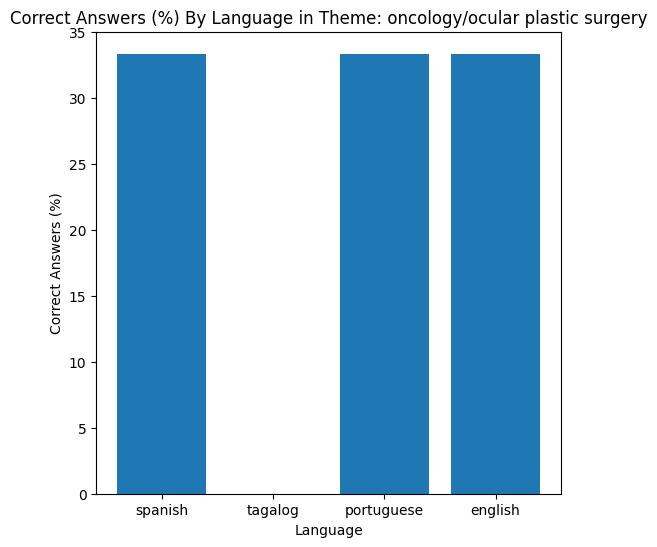 Correct Answers (%) By Language in Theme: oncology/ocular plastic surgery
35
30
25
20
15
10
5
0
Correct Answers (%)
spanish
tagalog
portuguese
english
Language